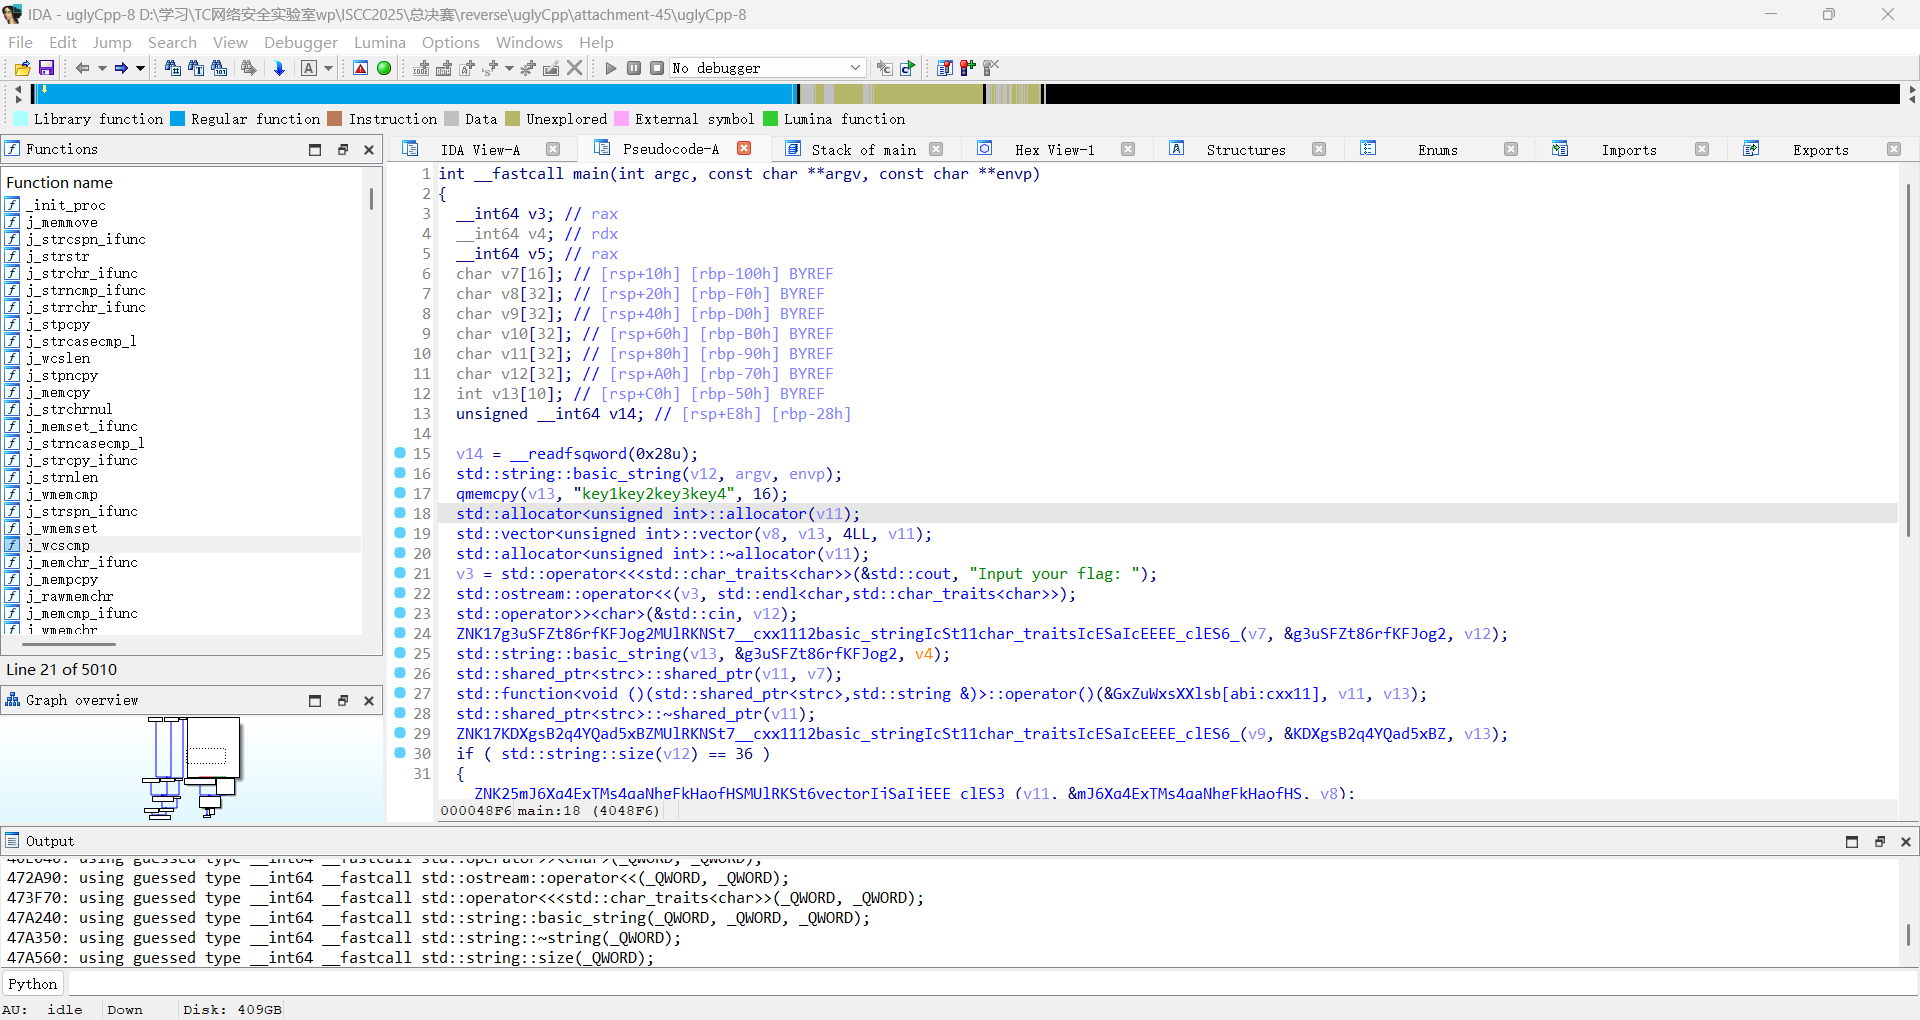 IDA - uglyCpp-8 D:\学习\TC网络安全实验室wp\ISCC2025\总决赛\reverse\uglyCpp\attachment-45\uglyCpp-8
File Edit Jump Search View Debugger Lumina Options Windows Help
No debugger
Library function Regular function Instruction Data Unexplored External symbol Lumina function
Functions
Function name
_init_proc
j_memmove
j_strcspn_ifunc
j_strstr
j_strchr_ifunc
j_strncmp_ifunc
j_strrchr_ifunc
j_stpcpy
j_strcasecmp_l
j_wcslen
j_stpncpy
j_memcpy
j_strchrnul
j_memset_ifunc
j_strncasecmp_l
j_strcpy_ifunc
j_strnlen
j_wmemcmp
j_strspn_ifunc
j_wmemset
j_wcscmp
j_memchr_ifunc
j_mempcpy
j_rawmemchr
j_memcmp_ifunc
j_wmemchr
Line 21 of 5010
Graph overview
IDA View-A Pseudocode-A Stack of main Hex View-1 Structures Enums Imports Exports
1 int __fastcall main(int argc, const char **argv, const char **envp)
2 {
3 __int64 v3; // rax
4 __int64 v4; // rdx
5 __int64 v5; // rax
6 char v7[16]; // [rsp+10h] [rbp-100h] BYREF
7 char v8[32]; // [rsp+20h] [rbp-F0h] BYREF
8 char v9[32]; // [rsp+40h] [rbp-D0h] BYREF
9 char v10[32]; // [rsp+60h] [rbp-B0h] BYREF
10 char v11[32]; // [rsp+80h] [rbp-90h] BYREF
11 char v12[32]; // [rsp+A0h] [rbp-70h] BYREF
12 int v13[10]; // [rsp+C0h] [rbp-50h] BYREF
13 unsigned __int64 v14; // [rsp+E8h] [rbp-28h]
14
15 v14 = __readfsqword(0x28u);
16 std::string::basic_string(v12, argv, envp);
17 qmemcpy(v13, "key1key2key3key4", 16);
18 std::allocator<unsigned int>::allocator(v11);
19 std::vector<unsigned int>::vector(v8, v13, 4LL, v11);
20 std::allocator<unsigned int>::~allocator(v11);
21 v3 = std::operator<<<std::char_traits<char>>(&std::cout, "Input your flag: ");
22 std::ostream::operator<<(v3, std::endl<char,std::char_traits<char>>);
23 std::operator>><char>(&std::cin, v12);
24 ZNK17g3uSFZt86rfKFJog2MUlRKNSt7__cxx1112basic_stringIcSt11char_traitsIcESaIcEEEE_clES6_(v7, &g3uSFZt86rfKFJog2, v12);
25 std::string::basic_string(v13, &g3uSFZt86rfKFJog2, v4);
26 std::shared_ptr<strc>::shared_ptr(v11, v7);
27 std::function<void ()(std::shared_ptr<strc>,std::string &)>::operator()(&GxZuWxsXXlsb[abi:cxx11], v11, v13);
28 std::shared_ptr<strc>::~shared_ptr(v11);
29 ZNK17KDXgsB2q4YQad5xBZMUlRKNSt7__cxx1112basic_stringIcSt11char_traitsIcESaIcEEEE_clES6_(v9, &KDXgsB2q4YQad5xBZ, v13);
30 if ( std::string::size(v12) == 36 )
31 {
ZNK25mJ6Xq4ExTMs4qaNhgFkHaofHSMUlRKSt6vectorIjSaIjEEE_clES3_(v11, &mJ6Xq4ExTMs4qaNhgFkHaofHS, v8);
000048F6 main:18 (4048F6)
Output
40E040: using guessed type __int64 __fastcall std::operator>><char>(_QWORD, _QWORD);
472A90: using guessed type __int64 __fastcall std::ostream::operator<<(_QWORD, _QWORD);
473F70: using guessed type __int64 __fastcall std::operator<<<std::char_traits<char>>(_QWORD, _QWORD);
47A240: using guessed type __int64 __fastcall std::string::basic_string(_QWORD, _QWORD, _QWORD);
47A350: using guessed type __int64 __fastcall std::string::~string(_QWORD);
47A560: using guessed type __int64 __fastcall std::string::size(_QWORD);
Python
AU: idle Down Disk: 409GB